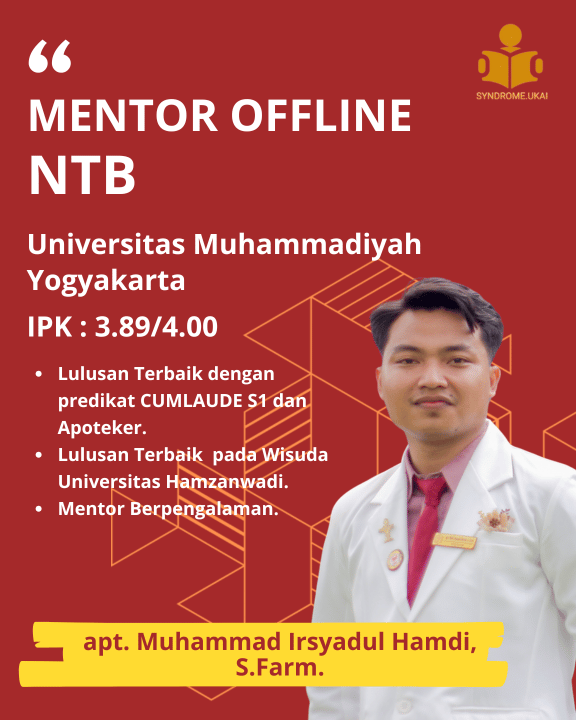 “
SYNDROME.UKAI
MENTOR OFFLINE
NTB
Universitas Muhammadiyah
Yogyakarta
IPK : 3.89/4.00
• Lulusan Terbaik dengan
predikat CUMLAUDE S1 dan
Apoteker.
• Lulusan Terbaik pada Wisuda
Universitas Hamzanwadi.
• Mentor Berpengalaman.
apt. Muhammad Irsyadul Hamdi,
S.Farm.